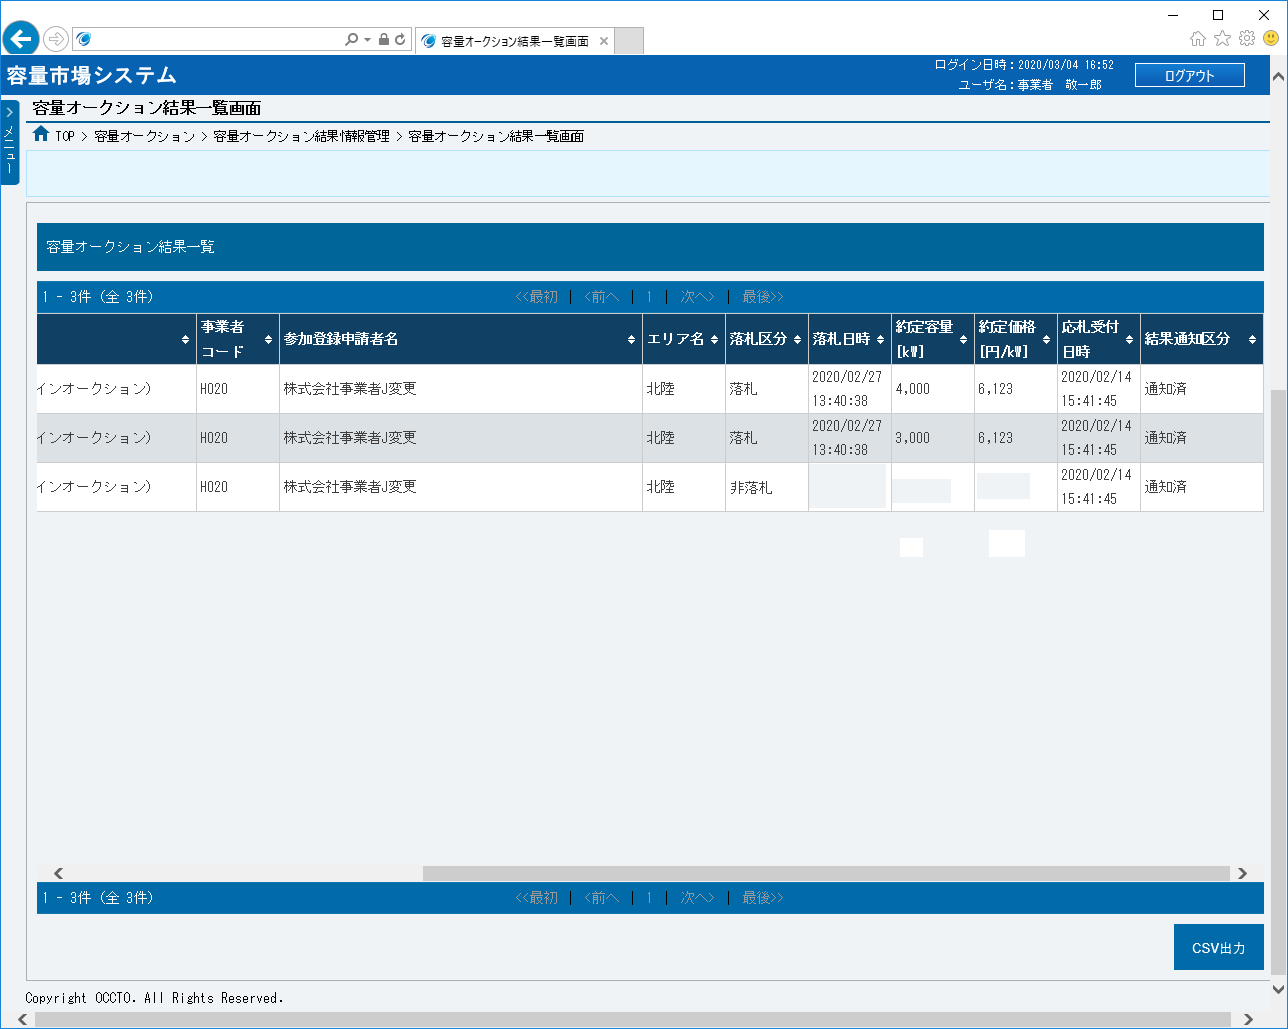 容量オークション結果一覧画面
容量市場システム
ログイン日時：2020/03/04 16:52
ユーザ名：事業者　敬一郎
ログアウト
メニュー
容量オークション結果一覧画面
TOP > 容量オークション > 容量オークション結果情報管理 > 容量オークション結果一覧画面
容量オークション結果一覧
1 - 3件 (全 3件)
<<最初 | <前へ | 1 | 次へ> | 最後>>
事業者コード 参加登録申請者名 エリア名 落札区分 落札日時 約定容量[kW] 約定価格[円/kW] 応札受付日時 結果通知区分
インオークション) H020 株式会社事業者J変更 北陸 落札 2020/02/27 13:40:38 4,000 6,123 2020/02/14 15:41:45 通知済
インオークション) H020 株式会社事業者J変更 北陸 落札 2020/02/27 13:40:38 3,000 6,123 2020/02/14 15:41:45 通知済
インオークション) H020 株式会社事業者J変更 北陸 非落札 2020/02/14 15:41:45 通知済
1 - 3件 (全 3件)
<<最初 | <前へ | 1 | 次へ> | 最後>>
CSV出力
Copyright OCCTO. All Rights Reserved.